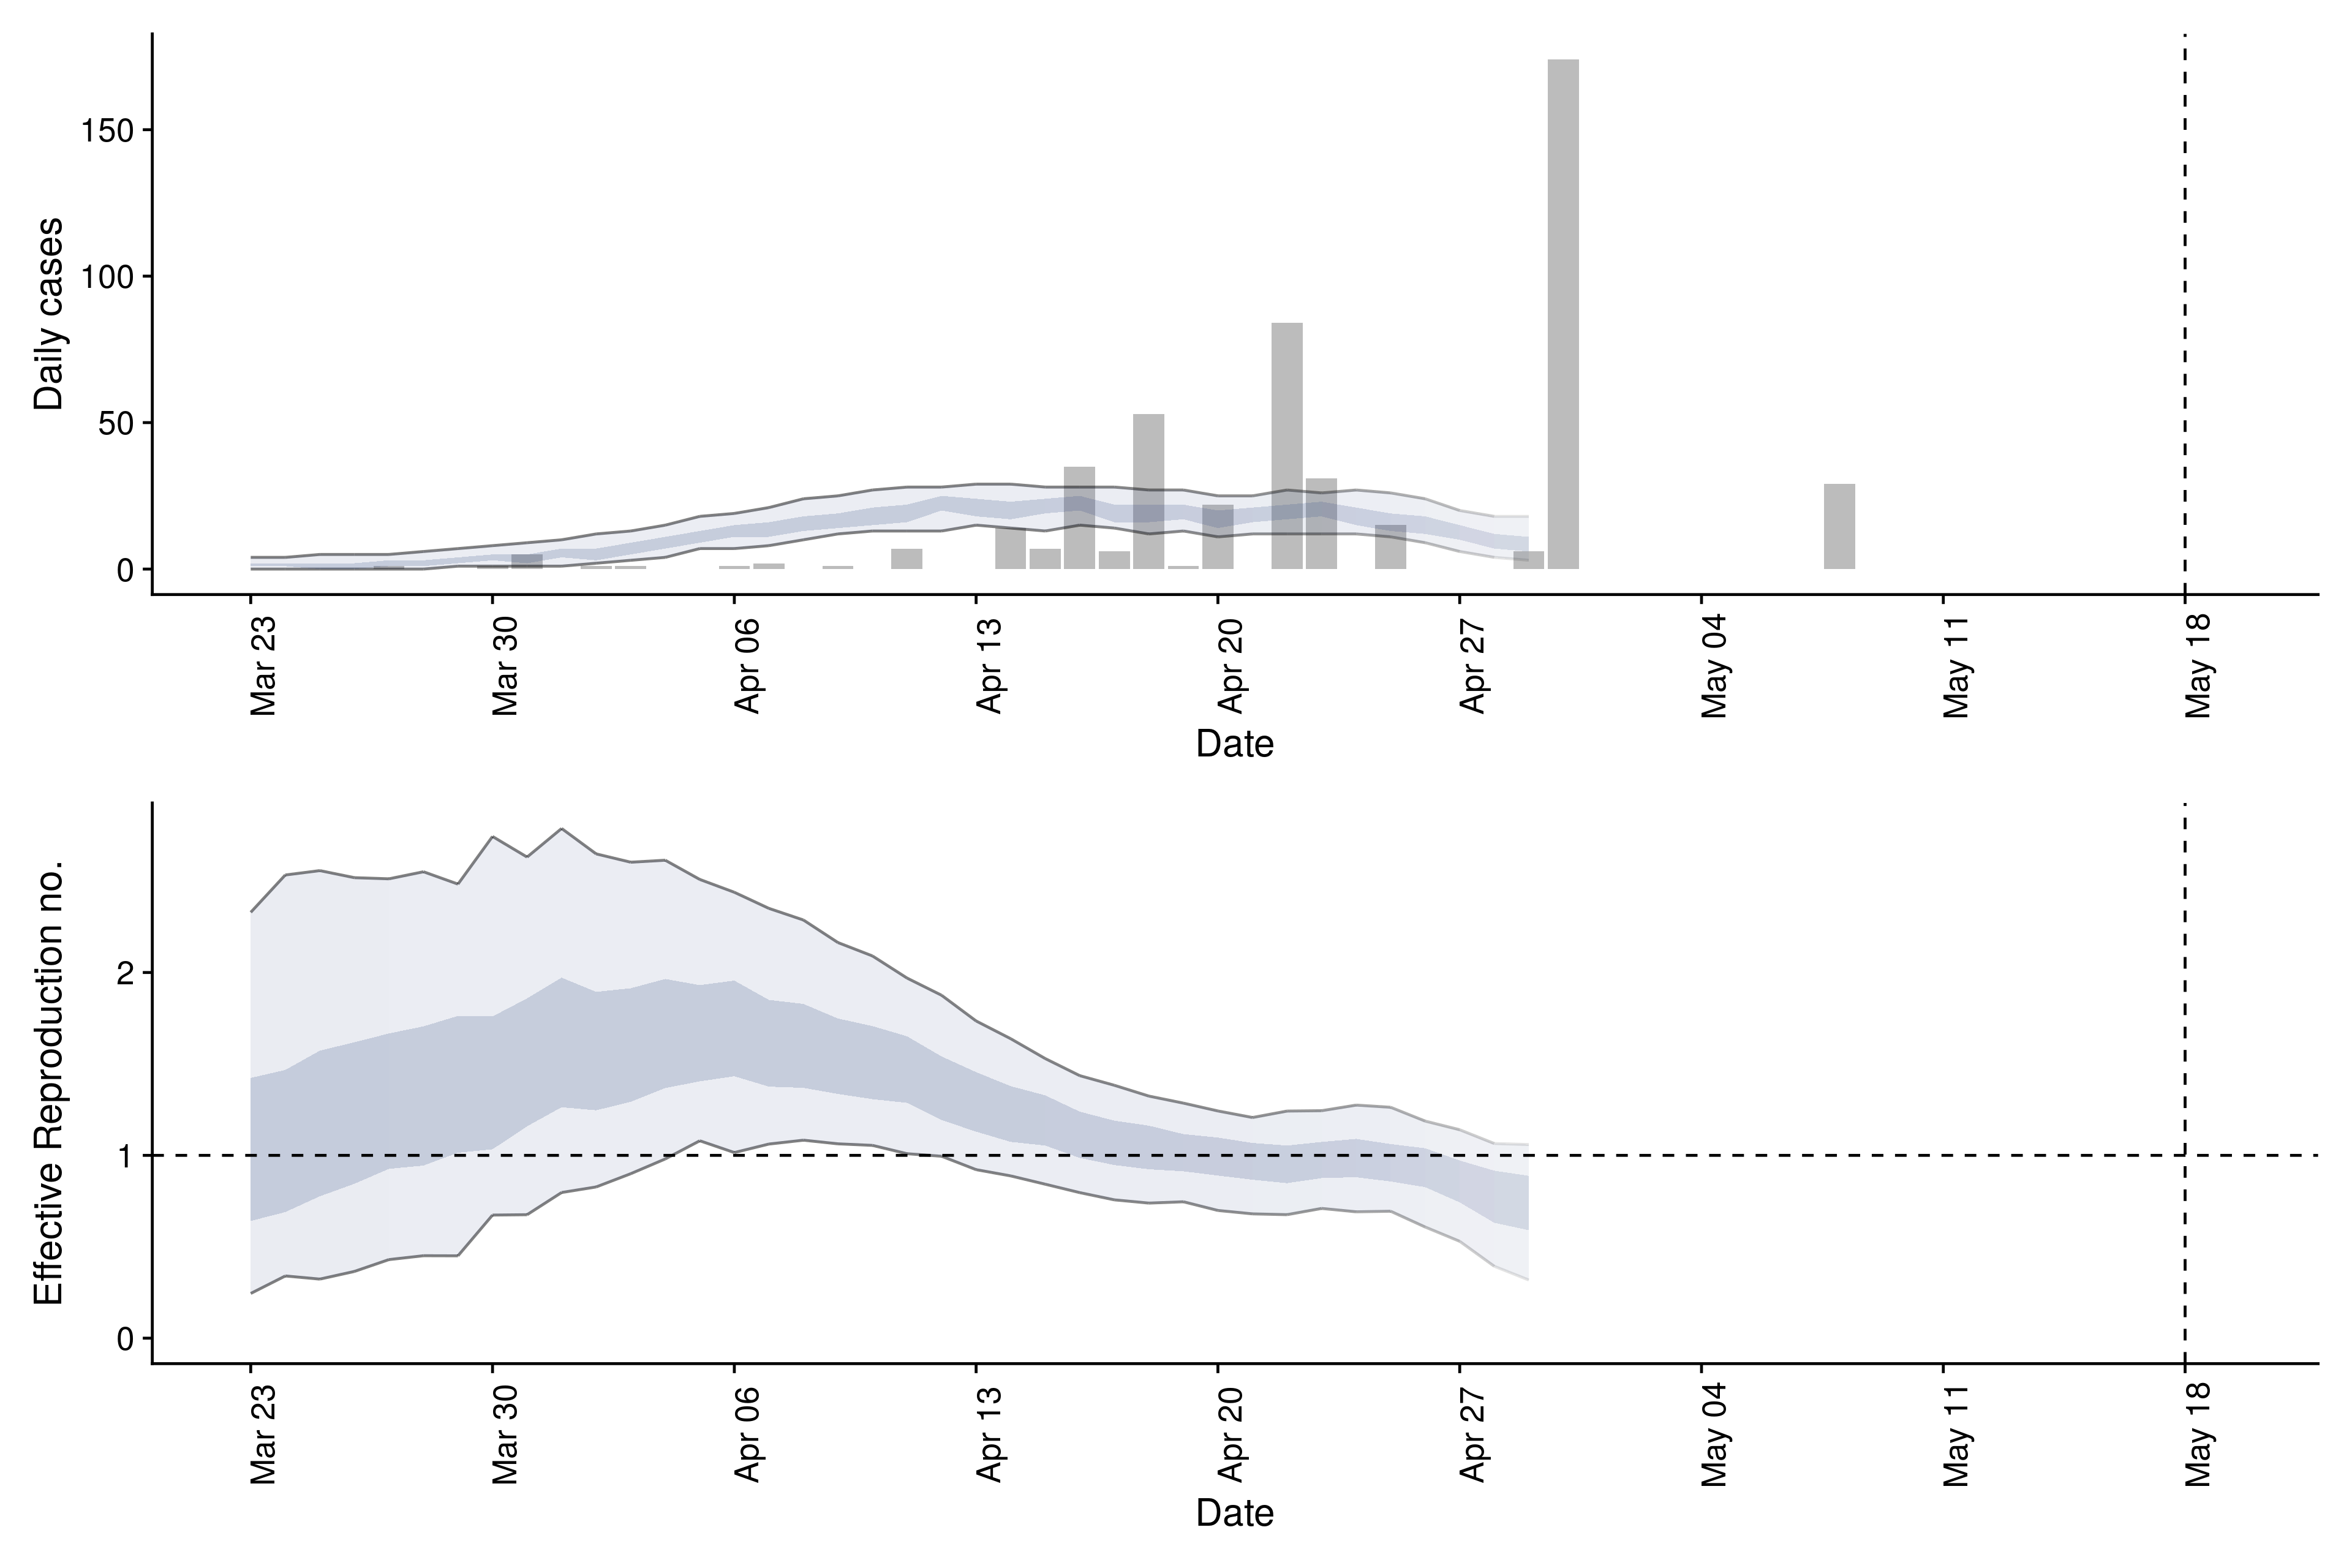 Daily cases
150
100
50
0
Mar 23
Mar 30
Apr 06
Apr 13
Apr 20
Apr 27
May 04
May 11
May 18
Date
Effective Reproduction no.
2
1
0
Mar 23
Mar 30
Apr 06
Apr 13
Apr 20
Apr 27
May 04
May 11
May 18
Date